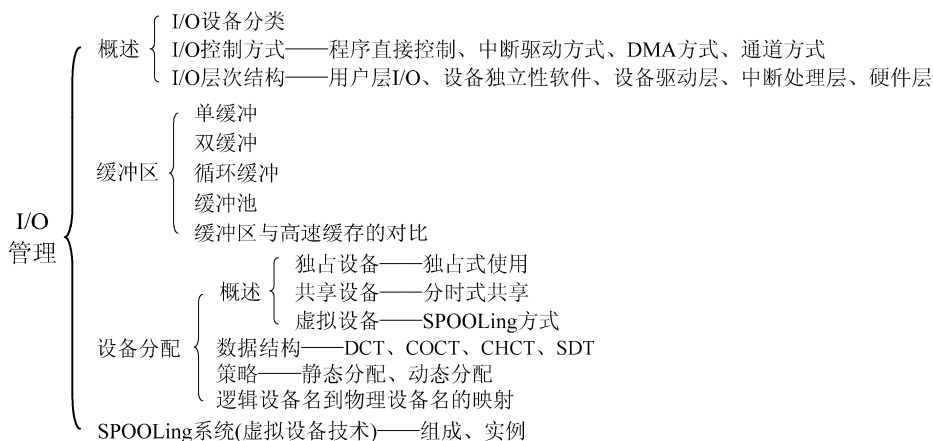 I/O设备分类
概述
I/O控制方式——程序直接控制、中断驱动方式、DMA方式、通道方式
I/O层次结构——用户层I/O、设备独立性软件、设备驱动层、中断处理层、硬件层
单缓冲
双缓冲
缓冲区
循环缓冲
缓冲池
缓冲区与高速缓存的对比
I/O
管理
独占设备——独占式使用
概述
共享设备——分时式共享
虚拟设备——SPOOLing方式
设备分配
数据结构——DCT、COCT、CHCT、SDT
策略——静态分配、动态分配
逻辑设备名到物理设备名的映射
SPOOLing系统(虚拟设备技术)——组成、实例